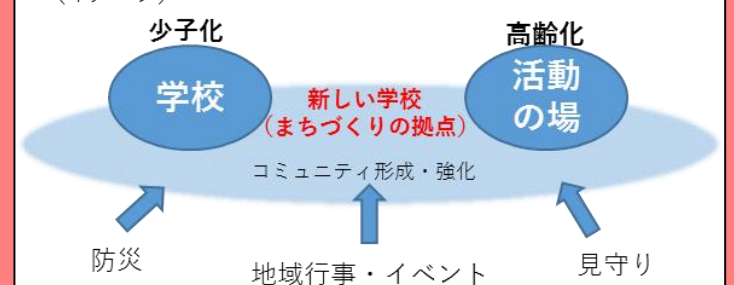 少子化
高齢化
学校
活動
の場
新しい学校
（まちづくりの拠点）
コミュニティ形成・強化
防災
地域行事・イベント
見守り